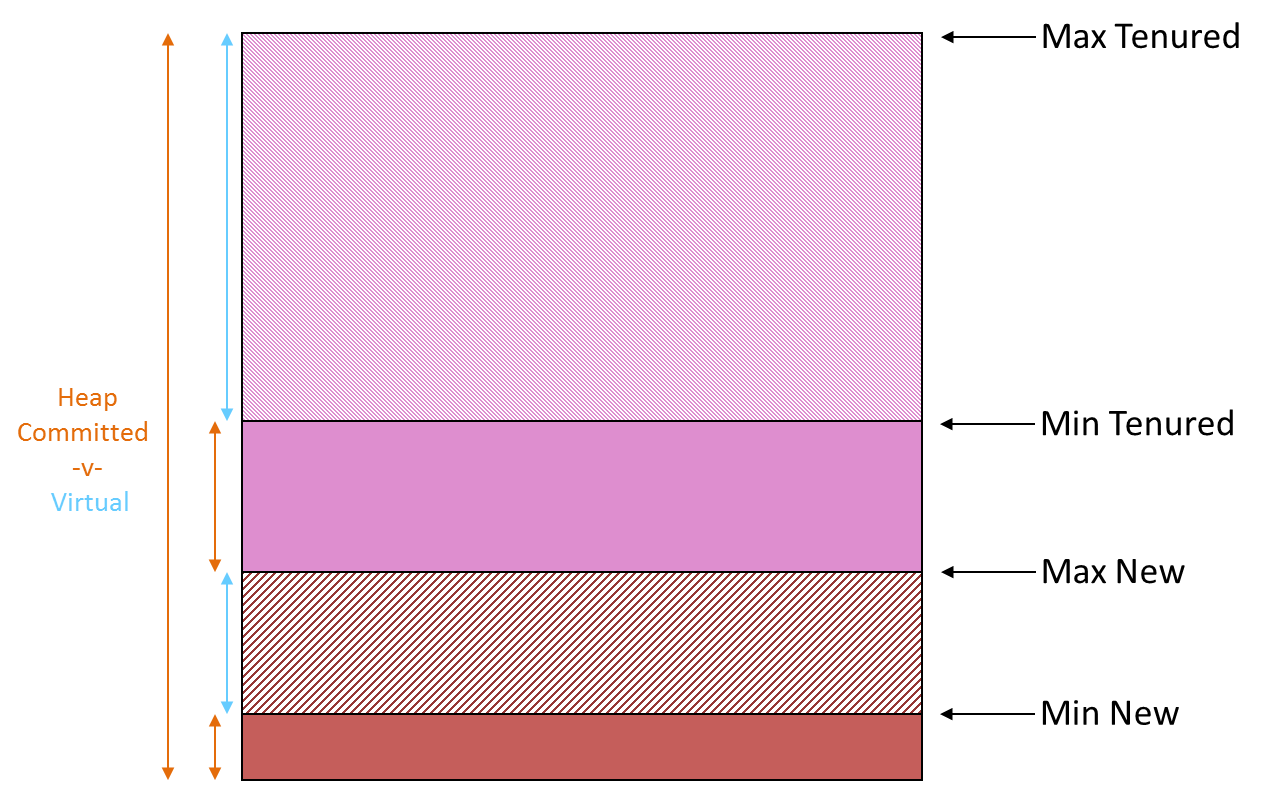 Max Tenured
Heap
Committed
-v-
Virtual
Min Tenured
Max New
Min New